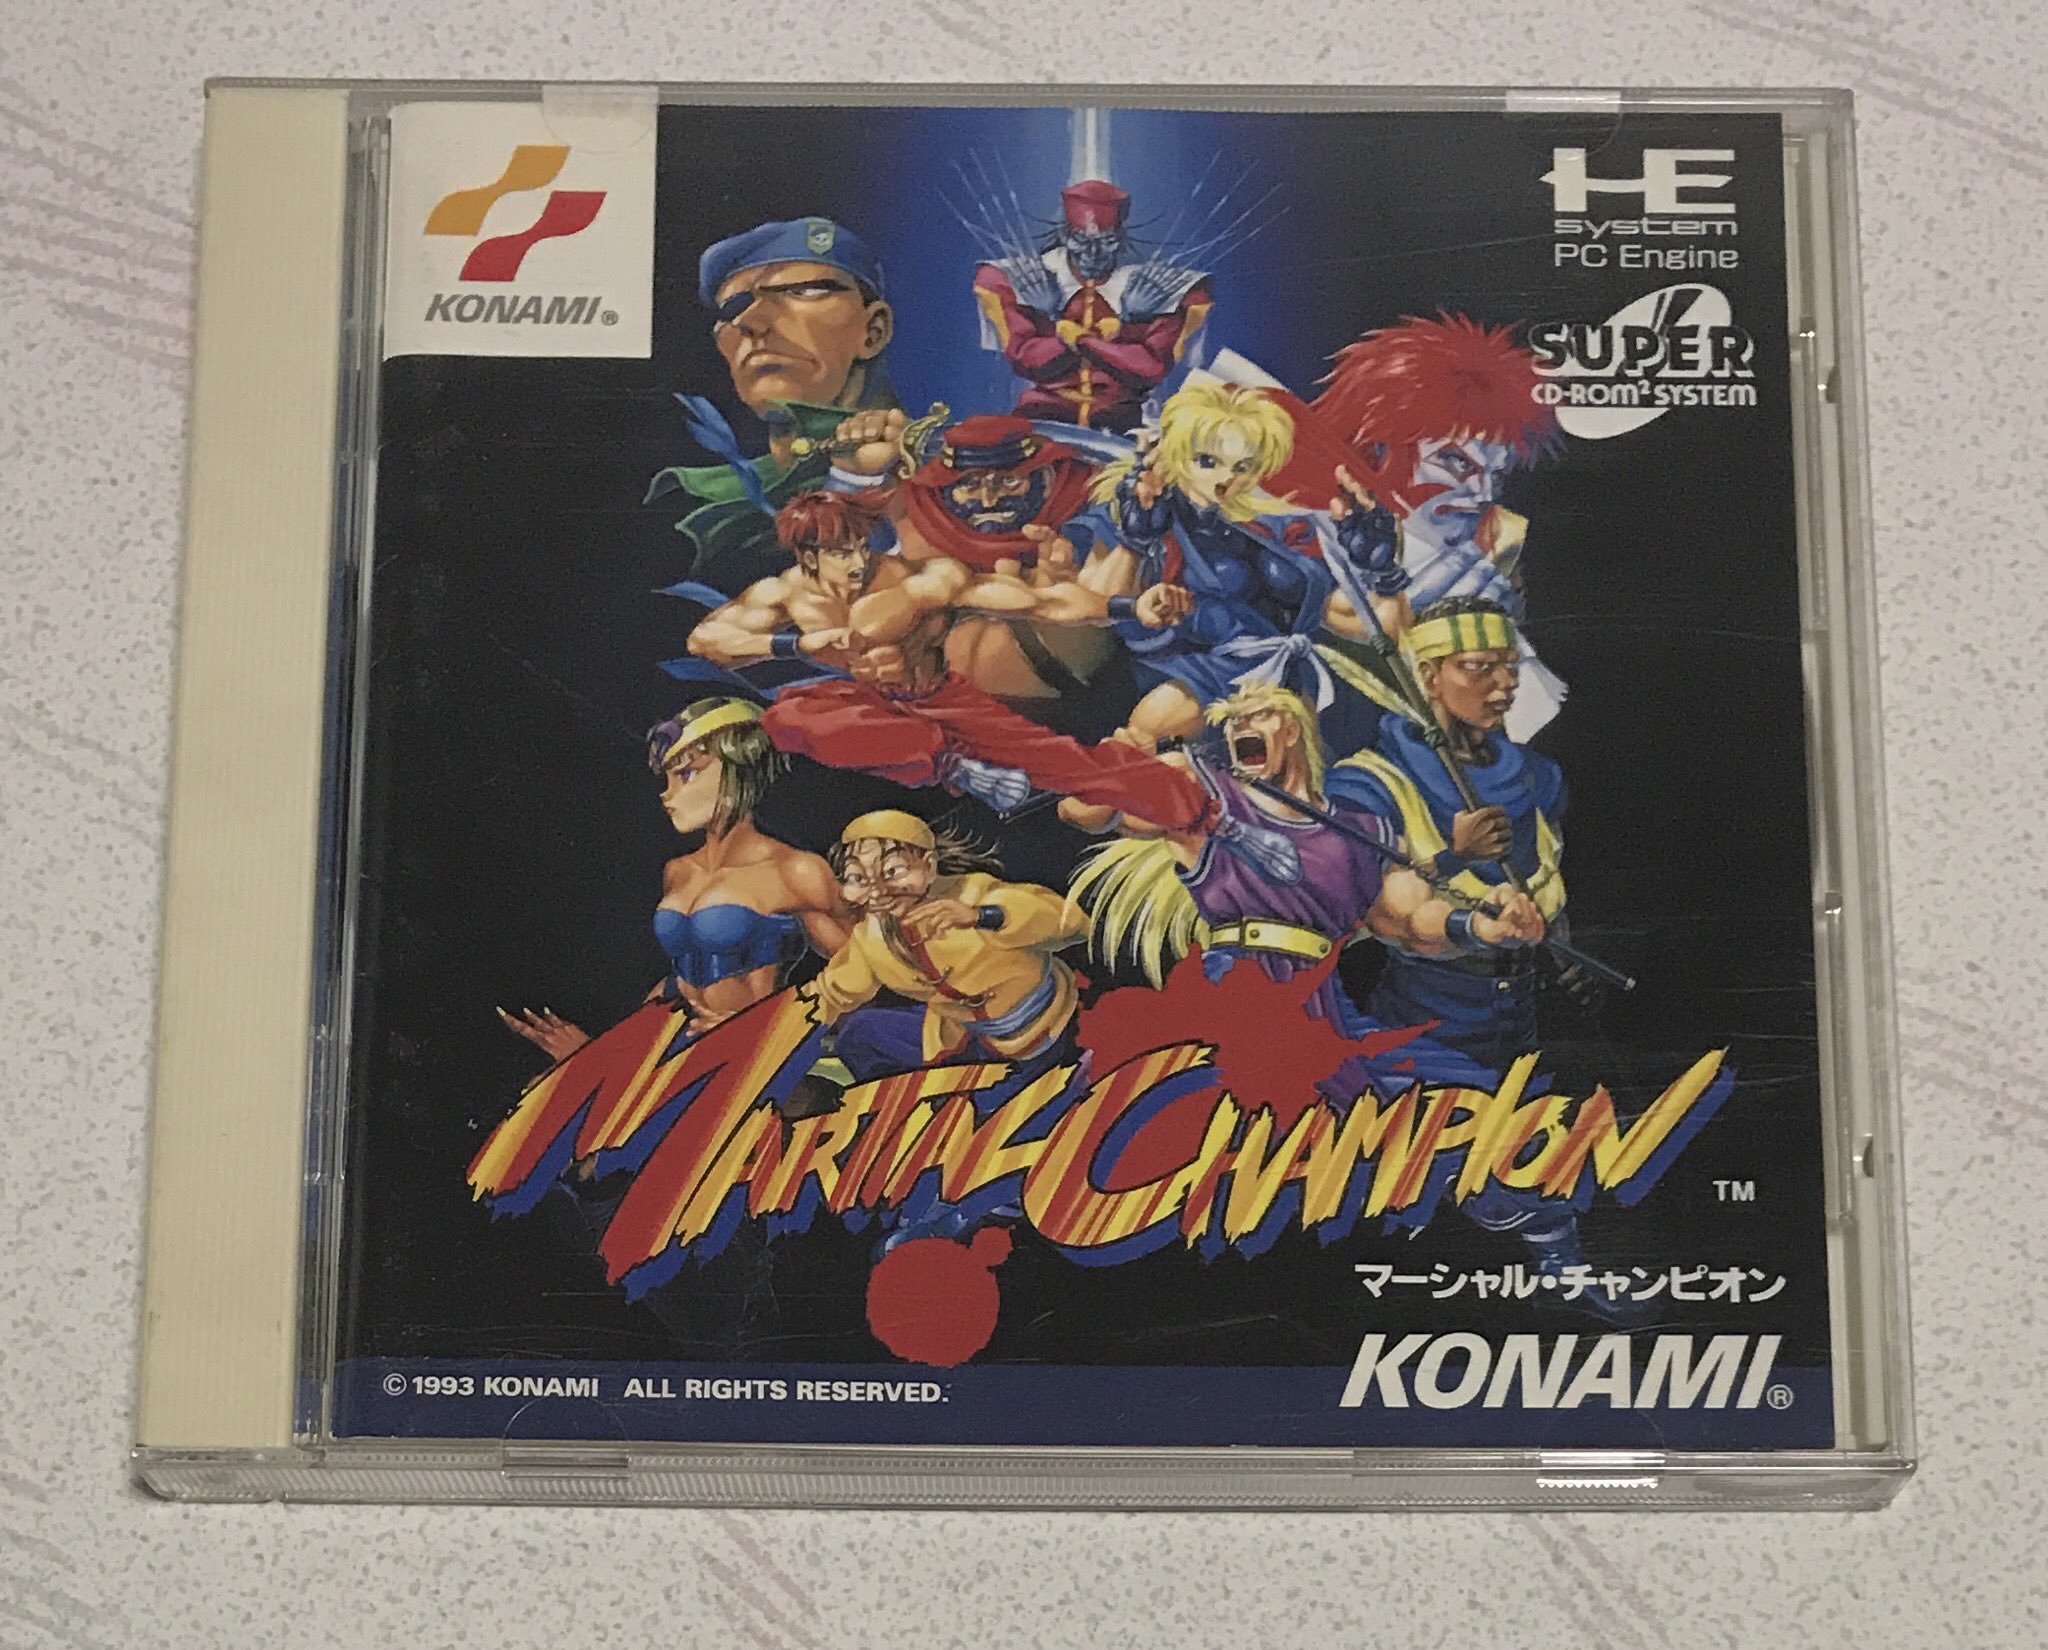 KONAMI®
HE
system
PC Engine
SUPER
CD-ROM² SYSTEM
MARTIAL CHAMPION
TM
マーシャル・チャンピオン
KONAMI®
© 1993 KONAMI ALL RIGHTS RESERVED.